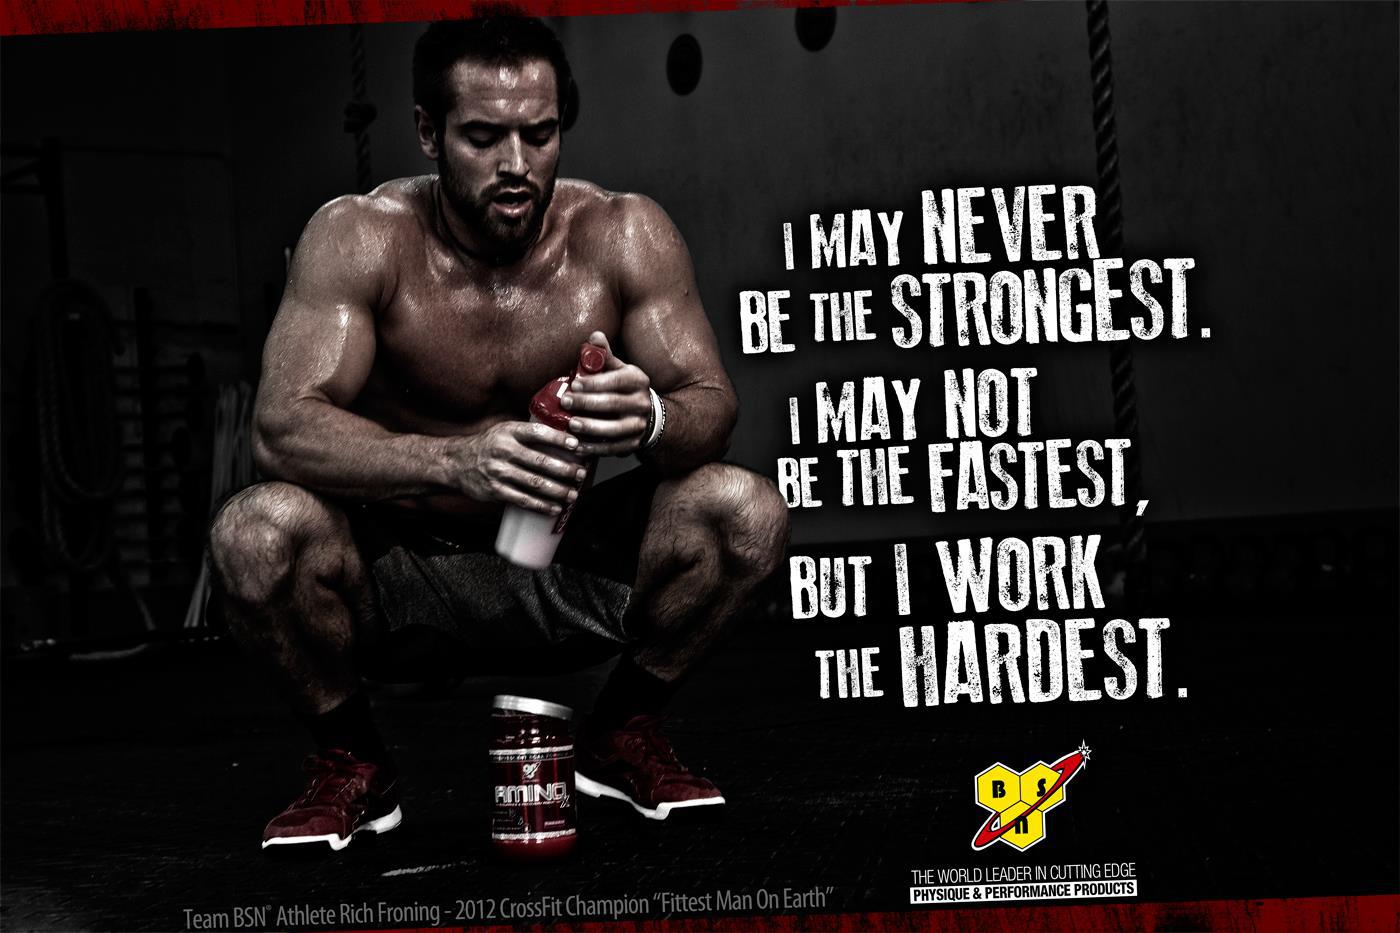 I MAY NEVER
BE THE STRONGEST.
I MAY NOT
BE THE FASTEST,
BUT I WORK
THE HARDEST.
BSN
AMINO X
THE WORLD LEADER IN CUTTING EDGE
PHYSIQUE & PERFORMANCE PRODUCTS
Team BSN® Athlete Rich Froning - 2012 CrossFit Champion “Fittest Man On Earth”